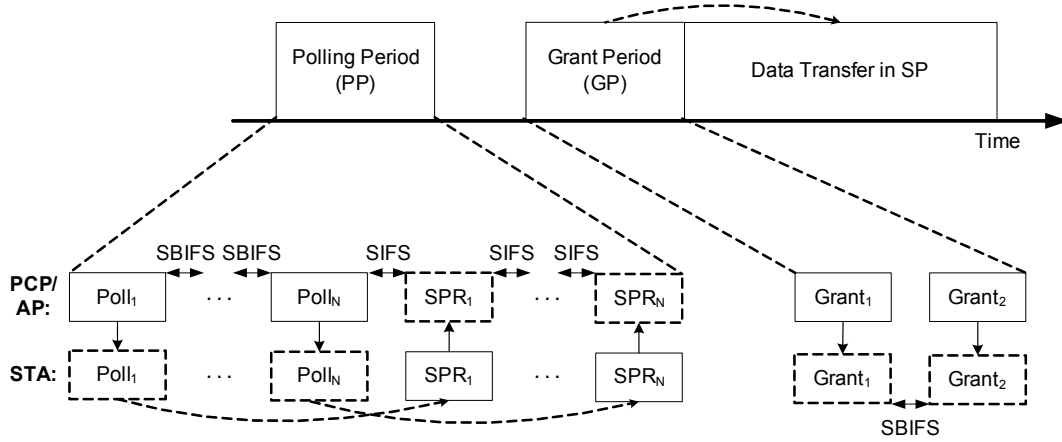 Polling Period
(PP)
Grant Period
(GP)
Data Transfer in SP
Time
SBIFS SBIFS SIFS SIFS SIFS
PCP/
AP:
Poll1 ... PollN SPR1 ... SPRN Grant1 Grant2
STA: Poll1 ... PollN SPR1 ... SPRN Grant1 Grant2
SBIFS